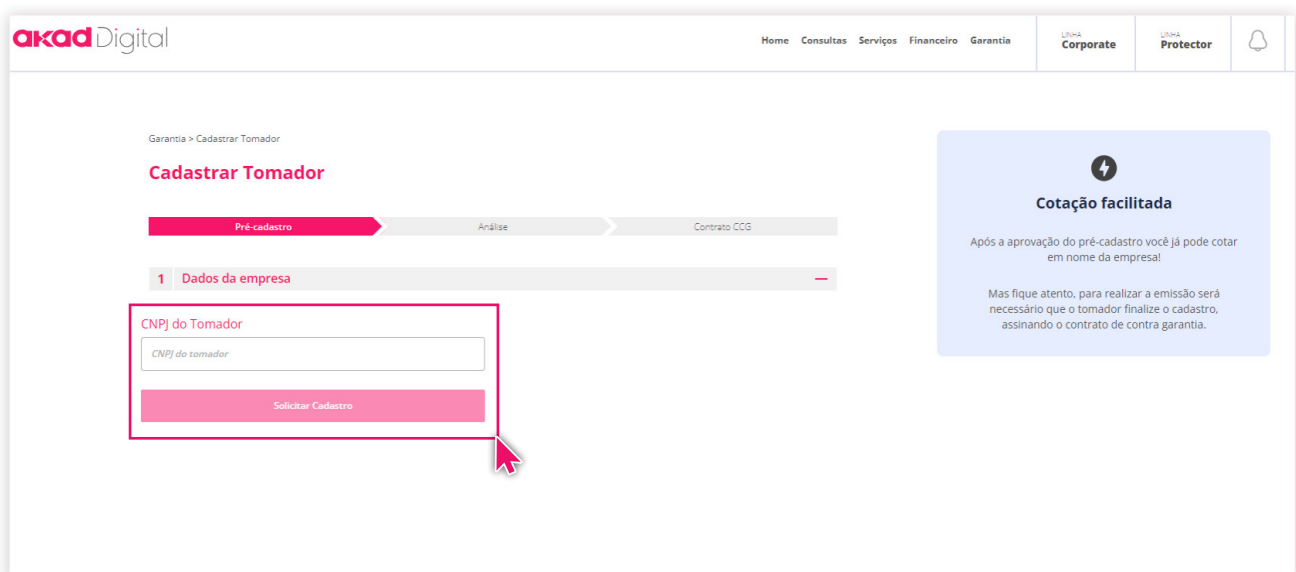 akad Digital
Home Consultas Serviços Financeiro Garantia
LINHA
Corporate
LINHA
Protector
Garantia > Cadastrar Tomador
Cadastrar Tomador
Pré-cadastro
Análise
Contrato CCG
1 Dados da empresa
CNPJ do Tomador
CNPJ do tomador
Solicitar Cadastro
Cotação facilitada
Após a aprovação do pré-cadastro você já pode cotar
em nome da empresa!
Mas fique atento, para realizar a emissão será
necessário que o tomador finalize o cadastro,
assinando o contrato de contra garantia.